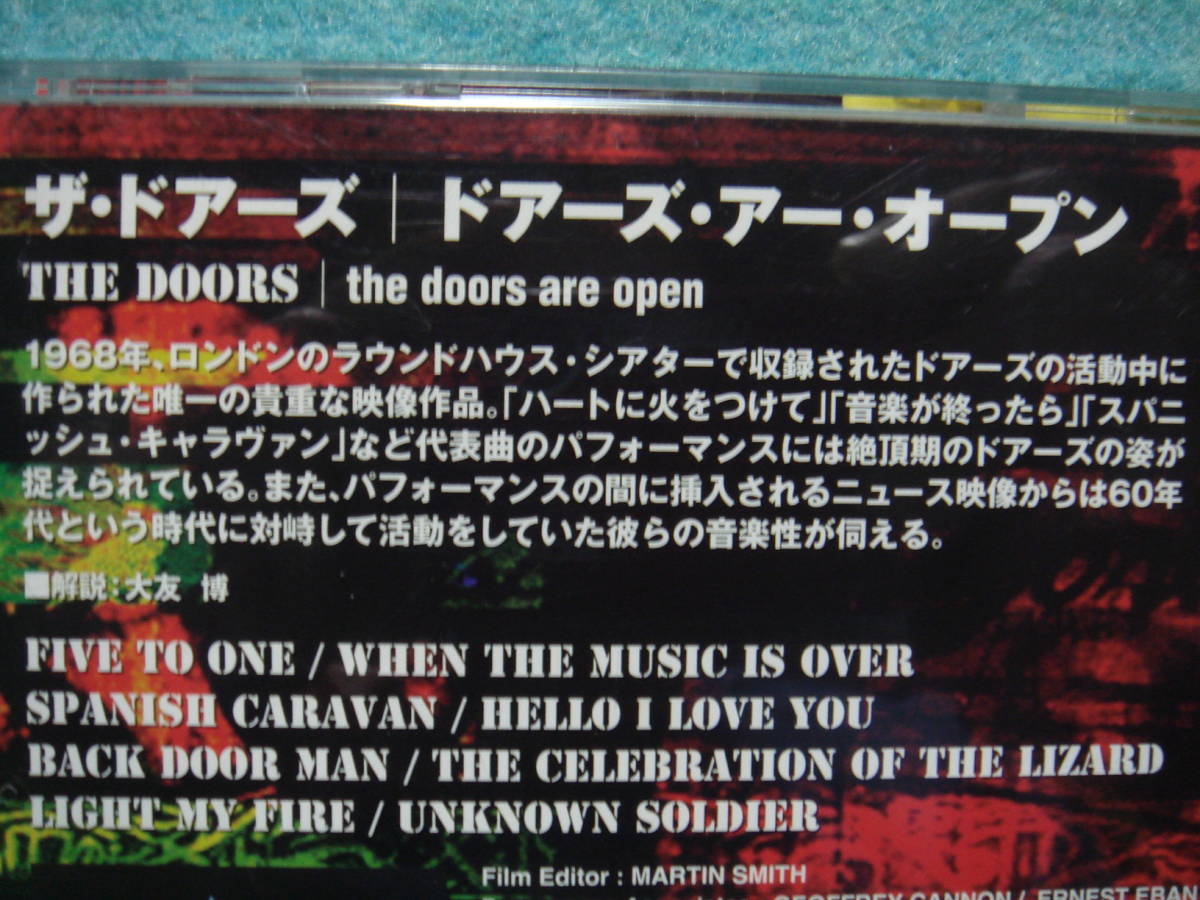 ザ・ドアーズ｜ドアーズ・アー・オープン
THE DOORS | the doors are open
1968年、ロンドンのラウンドハウス・シアターで収録されたドアーズの活動中に
作られた唯一の貴重な映像作品。「ハートに火をつけて」「音楽が終ったら」「スパニ
ッシュ・キャラヴァン」など代表曲のパフォーマンスには絶頂期のドアーズの姿が
捉えられている。また、パフォーマンスの間に挿入されるニュース映像からは60年
代という時代に対峙して活動をしていた彼らの音楽性が伺える。
■解説：大友 博
FIVE TO ONE / WHEN THE MUSIC IS OVER
SPANISH CARAVAN / HELLO I LOVE YOU
BACK DOOR MAN / THE CELEBRATION OF THE LIZARD
LIGHT MY FIRE / UNKNOWN SOLDIER
Film Editor : MARTIN SMITH
GEOFFREY CANNON / ERNEST EBAN